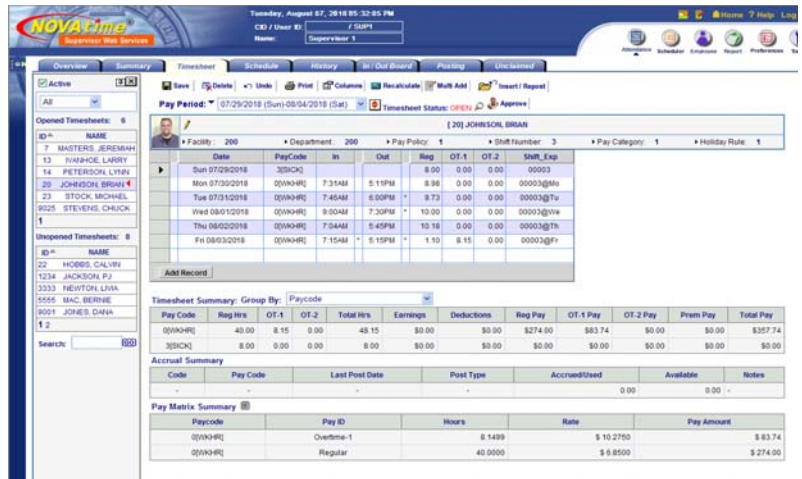 NOVAtime®
Supervisor Web Services
Tuesday, August 07, 2018 05:32:05 PM
CID / User ID: / SUP1
Name: Supervisor 1
Home ? Help Log
Attendance Scheduler Employee Report Preferences
Overview Summary Timesheet Schedule History In / Out Board Posting Unclaimed
Active
All
Opened Timesheets: 6
ID NAME
7 MASTERS, JEREMIAH
13 IVANHOE, LARRY
14 PETERSON, LYNN
20 JOHNSON, BRIAN
23 STOCK, MICHAEL
9025 STEVENS, CHUCK
1
Unopened Timesheets: 8
ID NAME
22 HOBBS, CALVIN
1234 JACKSON, PJ
3333 NEWTON, LIVIA
5555 MAC, BERNIE
9001 JONES, DANA
1 2
Search: GO
Save Delete Undo Print Columns Recalculate Multi Add Insert / Repost
Pay Period: 07/29/2018 (Sun)-08/04/2018 (Sat) Timesheet Status: OPEN Approve
[ 20] JOHNSON, BRIAN
Facility: 200 Department: 200 Pay Policy: 1 Shift Number: 3 Pay Category: 1 Holiday Rule: 1
Date PayCode In Out Reg OT-1 OT-2 Shift_Exp
Sun 07/29/2018 3[SICK] 8.00 0.00 0.00 00003
Mon 07/30/2018 0[WKHR] 7:31AM 5:11PM 8.98 0.00 0.00 00003@Mo
Tue 07/31/2018 0[WKHR] 7:46AM 6:00PM * 9.73 0.00 0.00 00003@Tu
Wed 08/01/2018 0[WKHR] 9:00AM 7:30PM * 10.00 0.00 0.00 00003@We
Thu 08/02/2018 0[WKHR] 7:04AM 5:45PM 10.18 0.00 0.00 00003@Th
Fri 08/03/2018 0[WKHR] 7:15AM * 5:15PM * 1.10 8.15 0.00 00003@Fr
Add Record
Timesheet Summary: Group By: Paycode
Pay Code Reg Hrs OT-1 OT-2 Total Hrs Earnings Deductions Reg Pay OT-1 Pay OT-2 Pay Prem Pay Total Pay
0[WKHR] 40.00 8.15 0.00 48.15 $0.00 $0.00 $274.00 $83.74 $0.00 $0.00 $357.74
3[SICK] 8.00 0.00 0.00 8.00 $0.00 $0.00 $0.00 $0.00 $0.00 $0.00 $0.00
Accrual Summary
Code Pay Code Last Post Date Post Type Accrued/Used Available Notes
- - - - 0.00 0.00 -
Pay Matrix Summary
Paycode Pay ID Hours Rate Pay Amount
0[WKHR] Overtime-1 8.1499 $ 10.2750 $ 83.74
0[WKHR] Regular 40.0000 $ 6.8500 $ 274.00